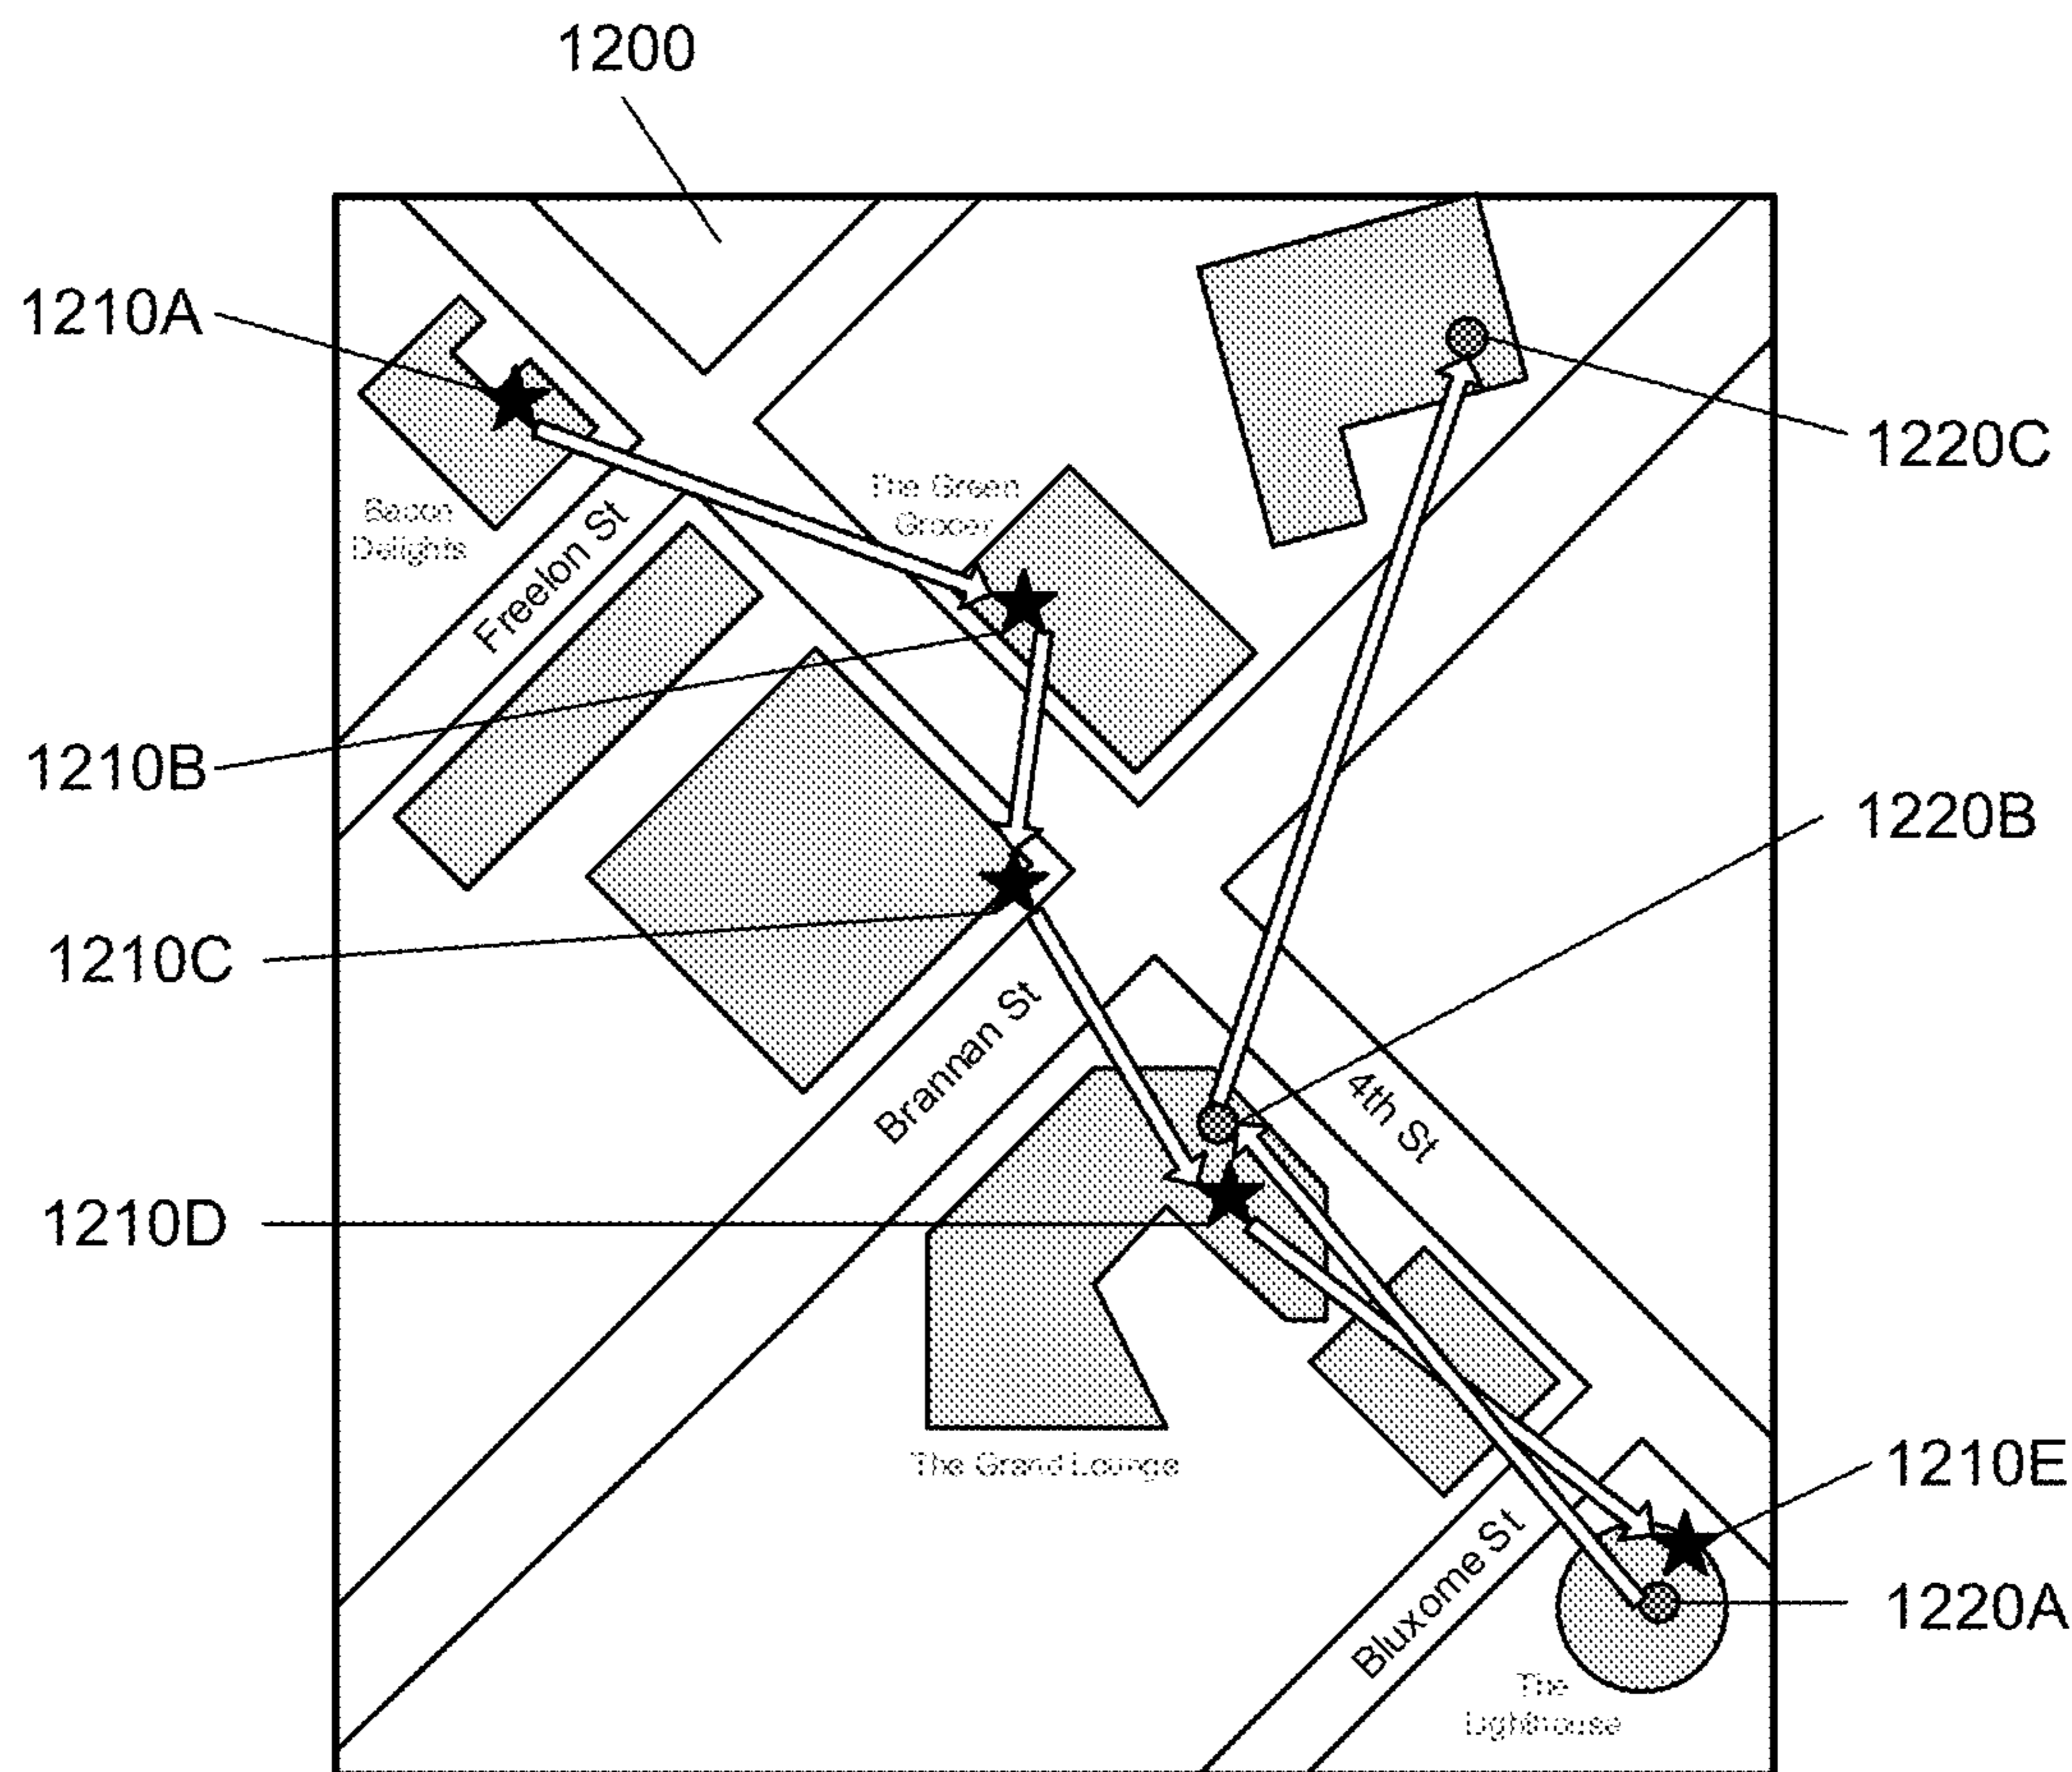 1200
1210A
1220C
The Green
Grocer
Bacon
Delights
Freelon St
1210B
1220B
1210C
Brannan St
4th St
1210D
The Grand Lounge
1210E
Bluxome St
1220A
The
Lighthouse